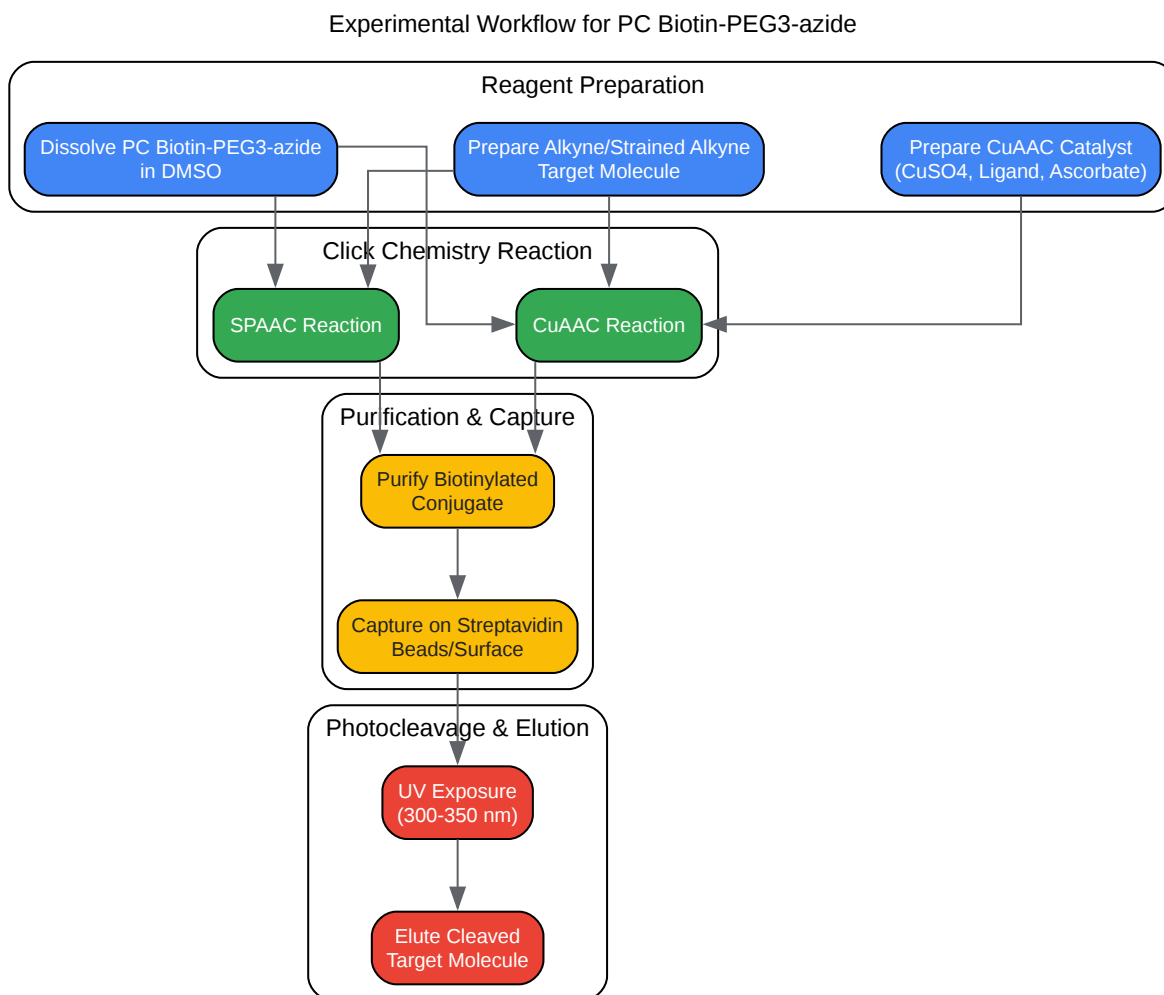 Experimental Workflow for PC Biotin-PEG3-azide
Reagent Preparation
Dissolve PC Biotin-PEG3-azide
in DMSO
Prepare Alkyne/Strained Alkyne
Target Molecule
Prepare CuAAC Catalyst
(CuSO4, Ligand, Ascorbate)
Click Chemistry Reaction
SPAAC Reaction
CuAAC Reaction
Purification & Capture
Purify Biotinylated
Conjugate
Capture on Streptavidin
Beads/Surface
Photocleavage & Elution
UV Exposure
(300-350 nm)
Elute Cleaved
Target Molecule